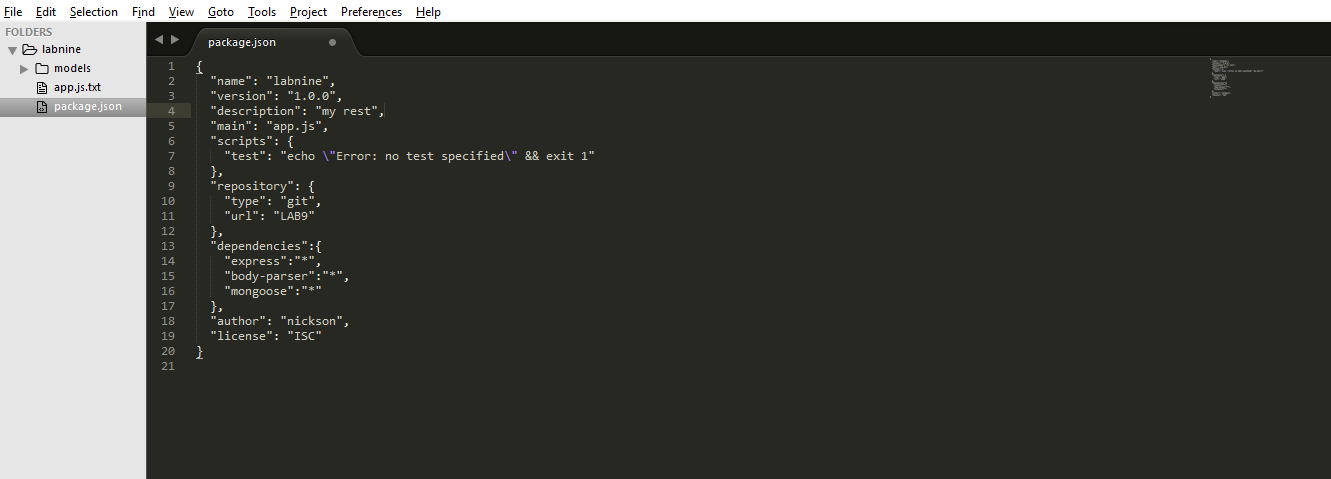 File Edit Selection Find View Goto Tools Project Preferences Help
FOLDERS
labnine
models
app.js.txt
package.json
package.json
1 {
2 "name": "labnine",
3 "version": "1.0.0",
4 "description": "my rest",
5 "main": "app.js",
6 "scripts": {
7 "test": "echo \"Error: no test specified\" && exit 1"
8 },
9 "repository": {
10 "type": "git",
11 "url": "LAB9"
12 },
13 "dependencies":{
14 "express":"*",
15 "body-parser":"*",
16 "mongoose":"*"
17 },
18 "author": "nickson",
19 "license": "ISC"
20 }
21